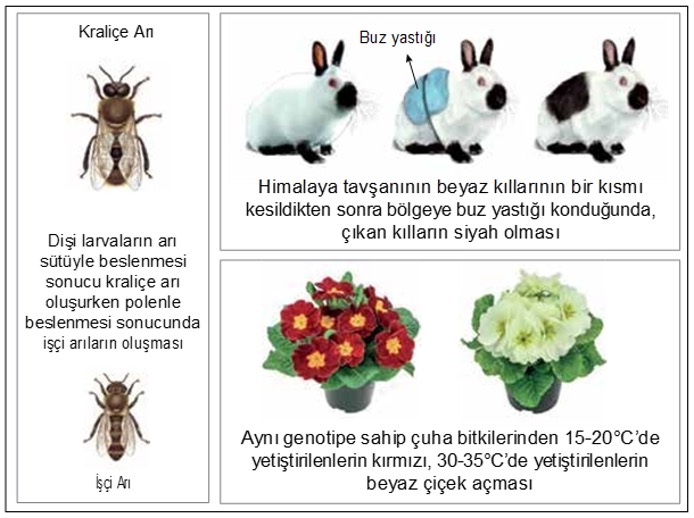 Kraliçe Arı
Dişi larvaların arı
sütüyle beslenmesi
sonucu kraliçe arı
oluşurken polenle
beslenmesi sonucunda
işçi arıların oluşması
İşçi Arı
Buz yastığı
Himalaya tavşanının beyaz kıllarının bir kısmı
kesildikten sonra bölgeye buz yastığı konduğunda,
çıkan kılların siyah olması
Aynı genotipe sahip çuha bitkilerinden 15-20°C’de
yetiştirilenlerin kırmızı, 30-35°C’de yetiştirilenlerin
beyaz çiçek açması